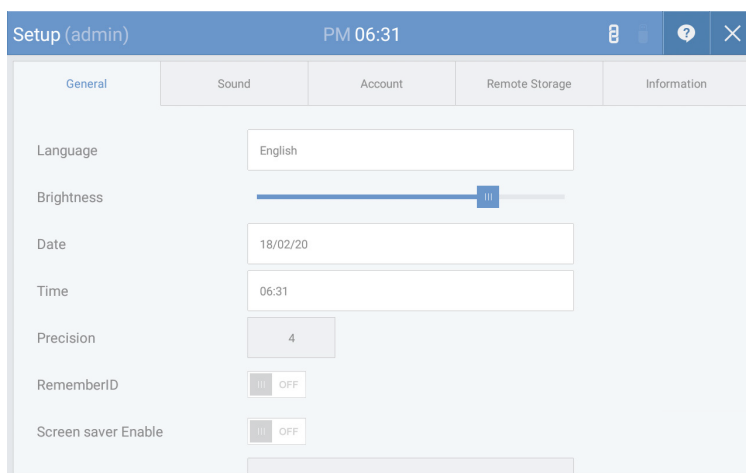 Setup (admin) PM 06:31 ?
General Sound Account Remote Storage Information
Language English
Brightness
Date 18/02/20
Time 06:31
Precision 4
RememberID OFF
Screen saver Enable OFF